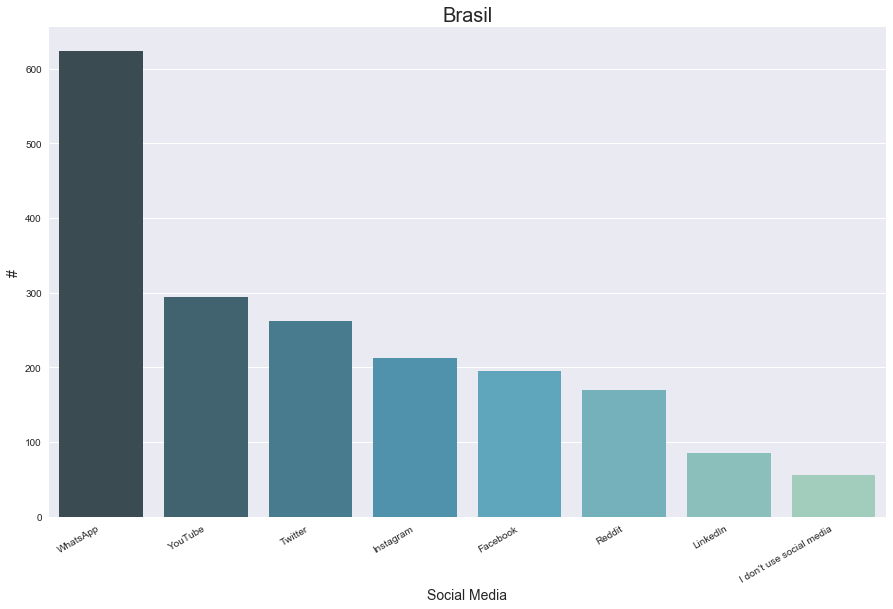 Brasil
600
500
400
300
200
100
0
#
WhatsApp
YouTube
Twitter
Instagram
Facebook
Reddit
LinkedIn
I don't use social media
Social Media